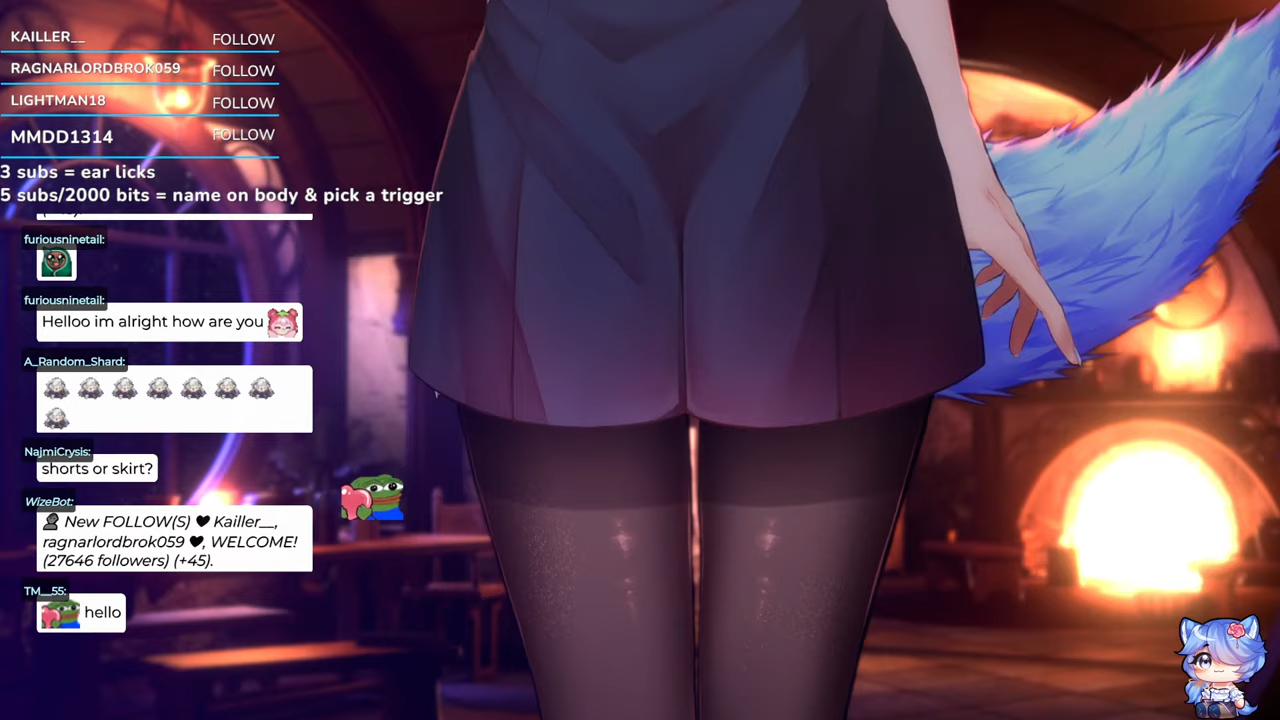 KAILLER__ FOLLOW
RAGNARLORDBROK059 FOLLOW
LIGHTMAN18 FOLLOW
MMDD1314 FOLLOW
3 subs = ear licks
5 subs/2000 bits = name on body & pick a trigger
furiousninetail:
furiousninetail:
Helloo im alright how are you
A_Random_Shard:
NajmiCrysis:
shorts or skirt?
WizeBot:
New FOLLOW(S) ♥ Kailler__,
ragnarlordbrok059 ♥, WELCOME!
(27646 followers) (+45).
TM__55:
hello